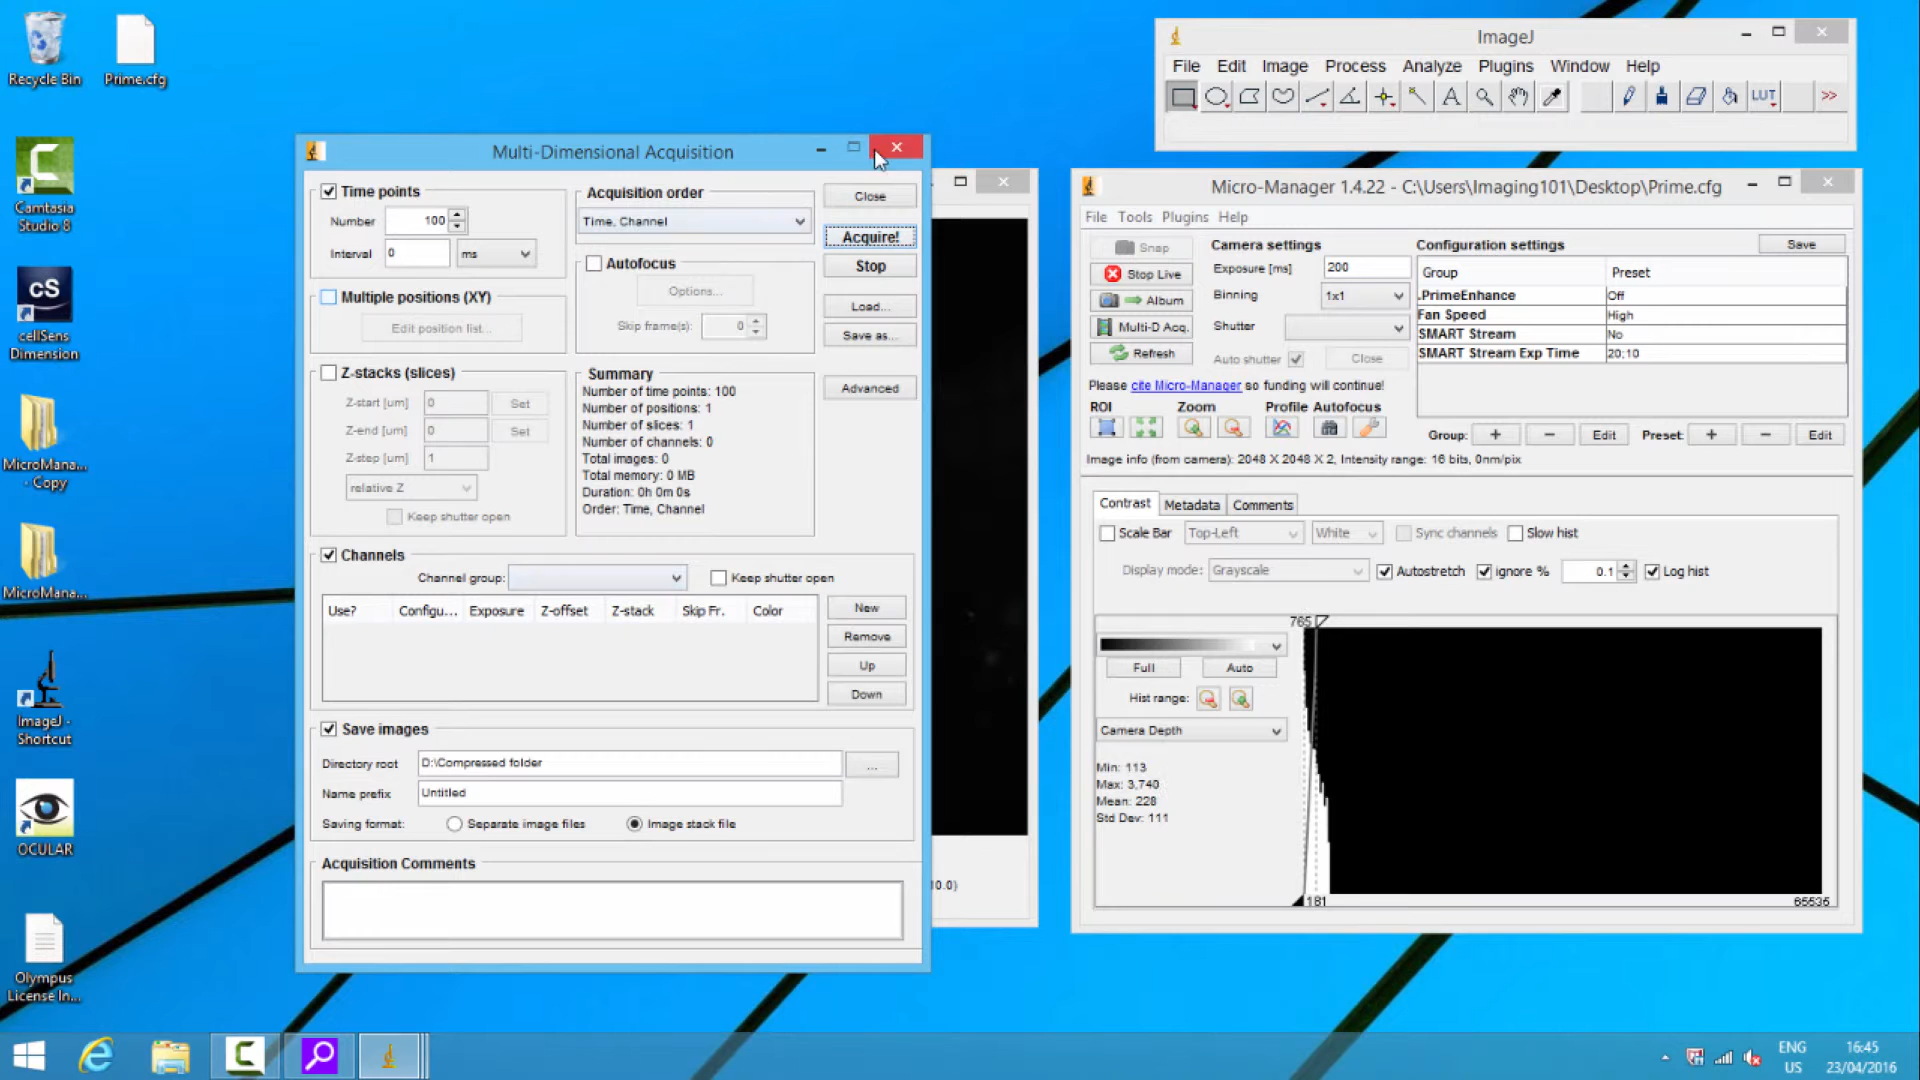 Recycle Bin
Prime.cfg
Camtasia
Studio 8
cS
cellSens
Dimension
MicroMana...
- Copy
MicroMana...
ImageJ -
Shortcut
OCULAR
Olympus
License In...
Multi-Dimensional Acquisition
Time points
Number 100
Interval 0 ms
Multiple positions (XY)
Edit position list...
Z-stacks (slices)
Z-start [um] 0 Set
Z-end [um] 0 Set
Z-step [um] 1
relative Z
Keep shutter open
Acquisition order
Time, Channel
Autofocus
Options...
Skip frame(s): 0
Summary
Number of time points: 100
Number of positions: 1
Number of slices: 1
Number of channels: 0
Total images: 0
Total memory: 0 MB
Duration: 0h 0m 0s
Order: Time, Channel
Close
Acquire!
Stop
Load...
Save as...
Advanced
Channels
Channel group: Keep shutter open
Use? Configu... Exposure Z-offset Z-stack Skip Fr. Color
New
Remove
Up
Down
Save images
Directory root D:\Compressed folder ...
Name prefix Untitled
Saving format: Separate image files Image stack file
Acquisition Comments
10.0)
ImageJ
File Edit Image Process Analyze Plugins Window Help
A LUT >>
Micro-Manager 1.4.22 - C:\Users\Imaging101\Desktop\Prime.cfg
File Tools Plugins Help
Snap
Stop Live
Album
Multi-D Acq.
Refresh
Camera settings
Exposure [ms] 200
Binning 1x1
Shutter
Auto shutter Close
Configuration settings Save
Group Preset
.PrimeEnhance Off
Fan Speed High
SMART Stream No
SMART Stream Exp Time 20;10
Please cite Micro-Manager so funding will continue!
ROI Zoom Profile Autofocus
Group: + - Edit Preset: + - Edit
Image info (from camera): 2048 X 2048 X 2, Intensity range: 16 bits, 0nm/pix
Contrast Metadata Comments
Scale Bar Top-Left White Sync channels Slow hist
Display mode: Grayscale Autostretch ignore % 0.1 Log hist
765
Full Auto
Hist range:
Camera Depth
Min: 113
Max: 3,740
Mean: 228
Std Dev: 111
181 65535
ENG
US
16:45
23/04/2016